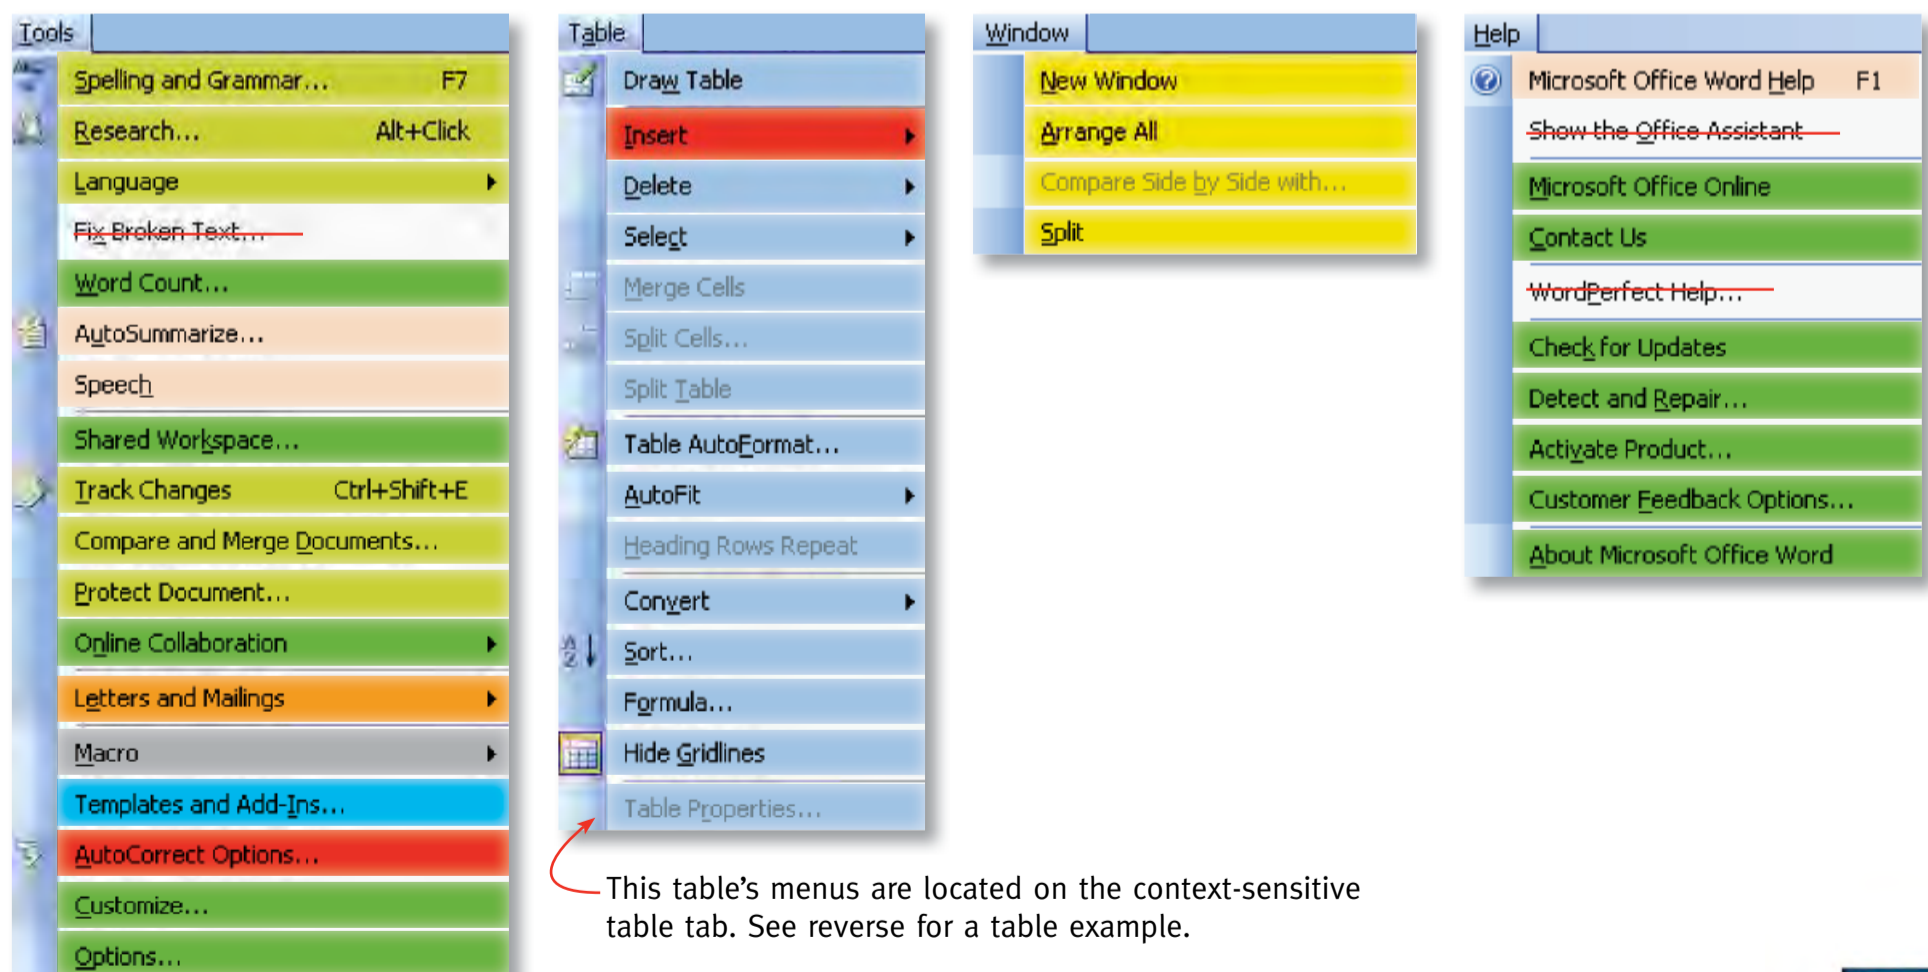 Tools
Spelling and Grammar... F7
Research... Alt+Click
Language
Fix Broken Text...
Word Count...
AutoSummarize...
Speech
Shared Workspace...
Track Changes Ctrl+Shift+E
Compare and Merge Documents...
Protect Document...
Online Collaboration
Letters and Mailings
Macro
Templates and Add-Ins...
AutoCorrect Options...
Customize...
Options...
Table
Draw Table
Insert
Delete
Select
Merge Cells
Split Cells...
Split Table
Table AutoFormat...
AutoFit
Heading Rows Repeat
Convert
Sort...
Formula...
Hide Gridlines
Table Properties...
This table's menus are located on the context-sensitive
table tab. See reverse for a table example.
Window
New Window
Arrange All
Compare Side by Side with...
Split
Help
Microsoft Office Word Help F1
Show the Office Assistant
Microsoft Office Online
Contact Us
WordPerfect Help...
Check for Updates
Detect and Repair...
Activate Product...
Customer Feedback Options...
About Microsoft Office Word